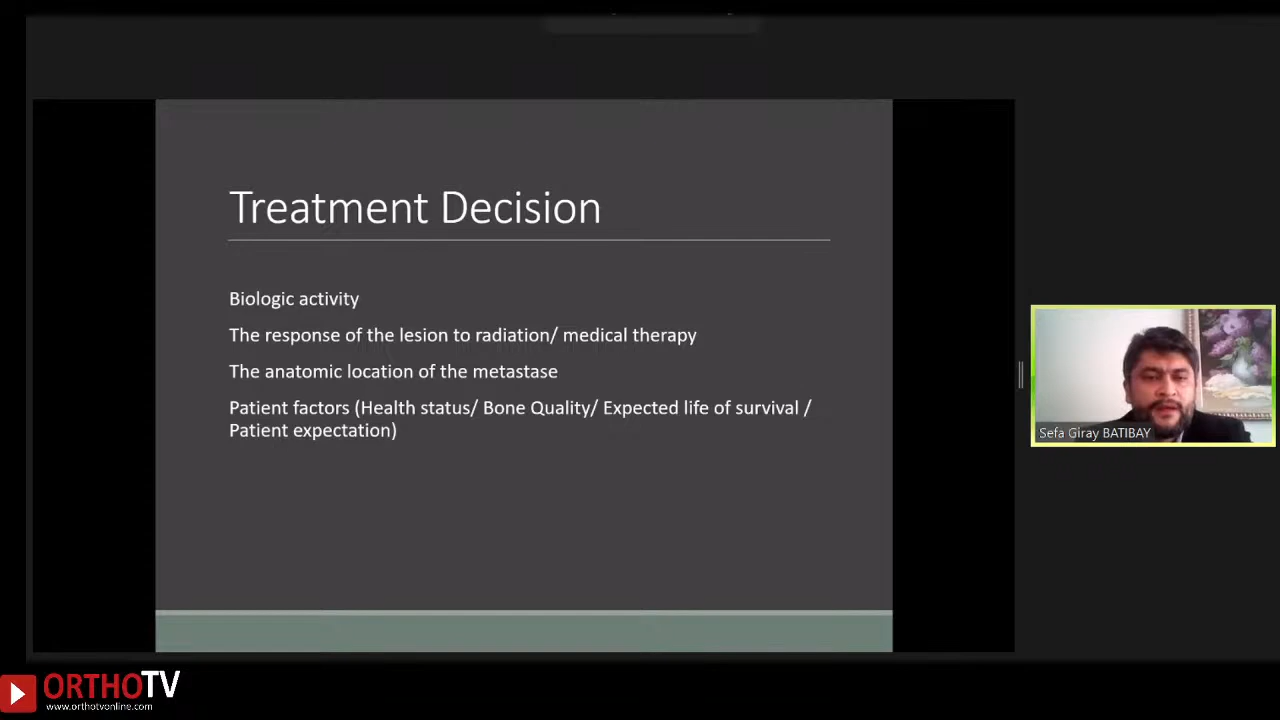 Treatment Decision
Biologic activity
The response of the lesion to radiation/ medical therapy
The anatomic location of the metastase
Patient factors (Health status/ Bone Quality/ Expected life of survival /
Patient expectation)
Sefa Giray BATIBAY
ORTHOTV
www.orthotvonline.com